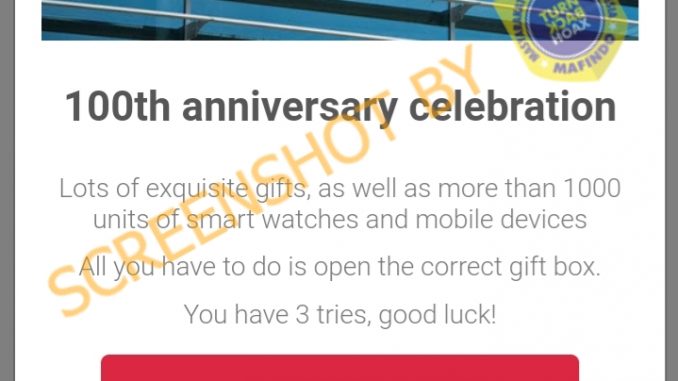 TURN
BACK
HOAX
MAFINDO
100th anniversary celebration
SCREENSHOT BY
Lots of exquisite gifts, as well as more than 1000
units of smart watches and mobile devices
All you have to do is open the correct gift box.
You have 3 tries, good luck!